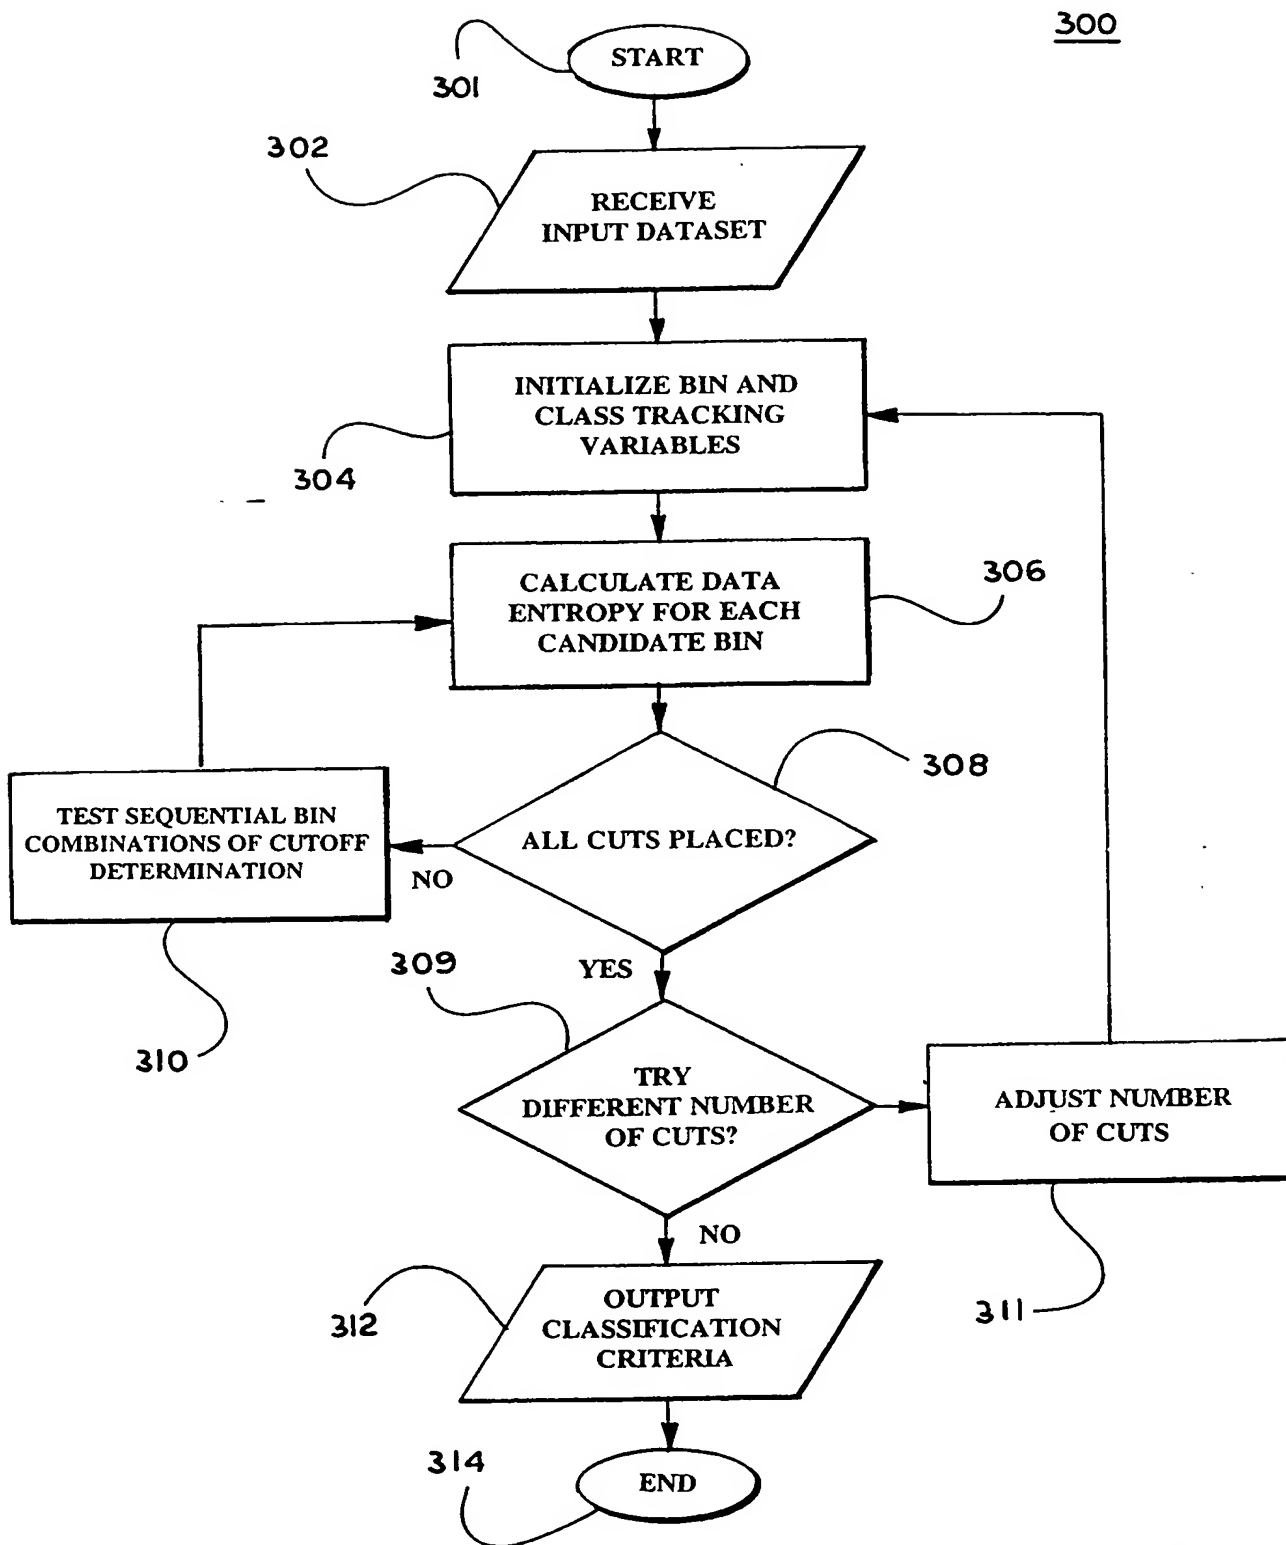 300
START
301
302
RECEIVE
INPUT DATASET
INITIALIZE BIN AND
CLASS TRACKING
VARIABLES
304
CALCULATE DATA
ENTROPY FOR EACH
CANDIDATE BIN
306
308
ALL CUTS PLACED?
TEST SEQUENTIAL BIN
COMBINATIONS OF CUTOFF
DETERMINATION
NO
310
YES
309
TRY
DIFFERENT NUMBER
OF CUTS?
ADJUST NUMBER
OF CUTS
311
NO
312
OUTPUT
CLASSIFICATION
CRITERIA
314
END